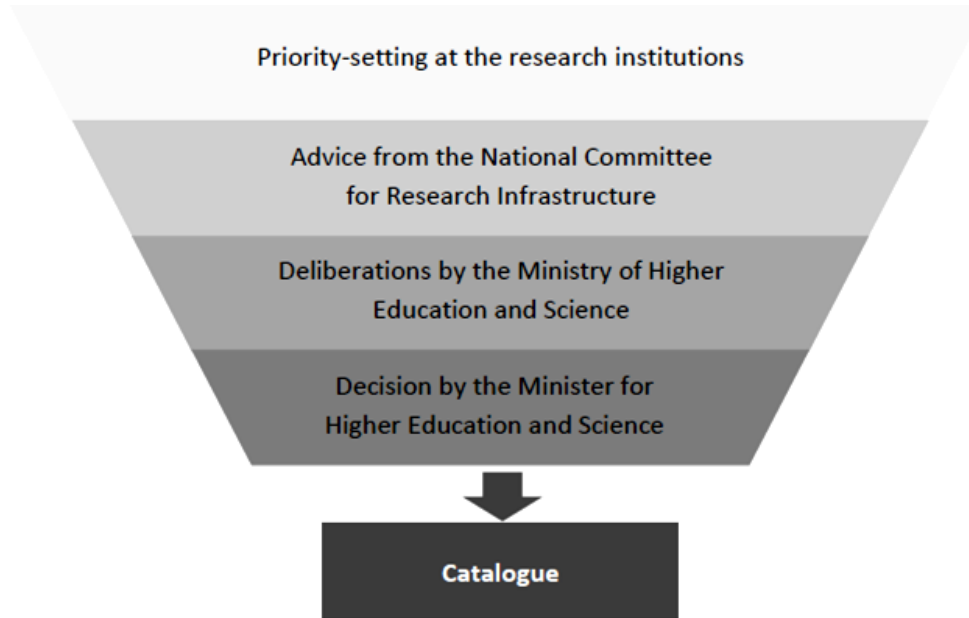 Priority-setting at the research institutions
Advice from the National Committee
for Research Infrastructure
Deliberations by the Ministry of Higher
Education and Science
Decision by the Minister for
Higher Education and Science
Catalogue